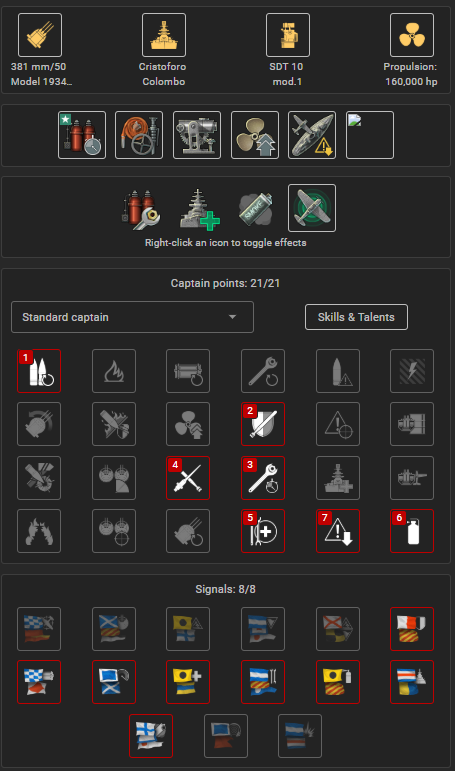 381 mm/50
Model 1934...
Cristoforo
Colombo
SDT 10
mod.1
Propulsion:
160,000 hp
Right-click an icon to toggle effects
Captain points: 21/21
Standard captain
Skills & Talents
1
2
4
3
5
7
6
Signals: 8/8